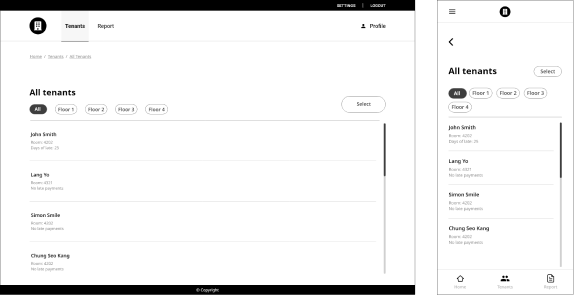 SETTINGS | LOGOUT
Tenants Report Profile
Home / Tenants / All Tenants
All tenants
All Floor 1 Floor 2 Floor 3 Floor 4 Select
John Smith
Room: 4202
Days of late: 25
Lang Yo
Room: 4321
No late payments
Simon Smile
Room: 4202
No late payments
Chung Seo Kang
Room: 4202
No late payments
© Copyright
All tenants Select
All Floor 1 Floor 2 Floor 3
Floor 4
John Smith
Room: 4202
Days of late: 25
Lang Yo
Room: 4321
No late payments
Simon Smile
Room: 4202
No late payments
Chung Seo Kang
Room: 4202
No late payments
Home Tenants Report